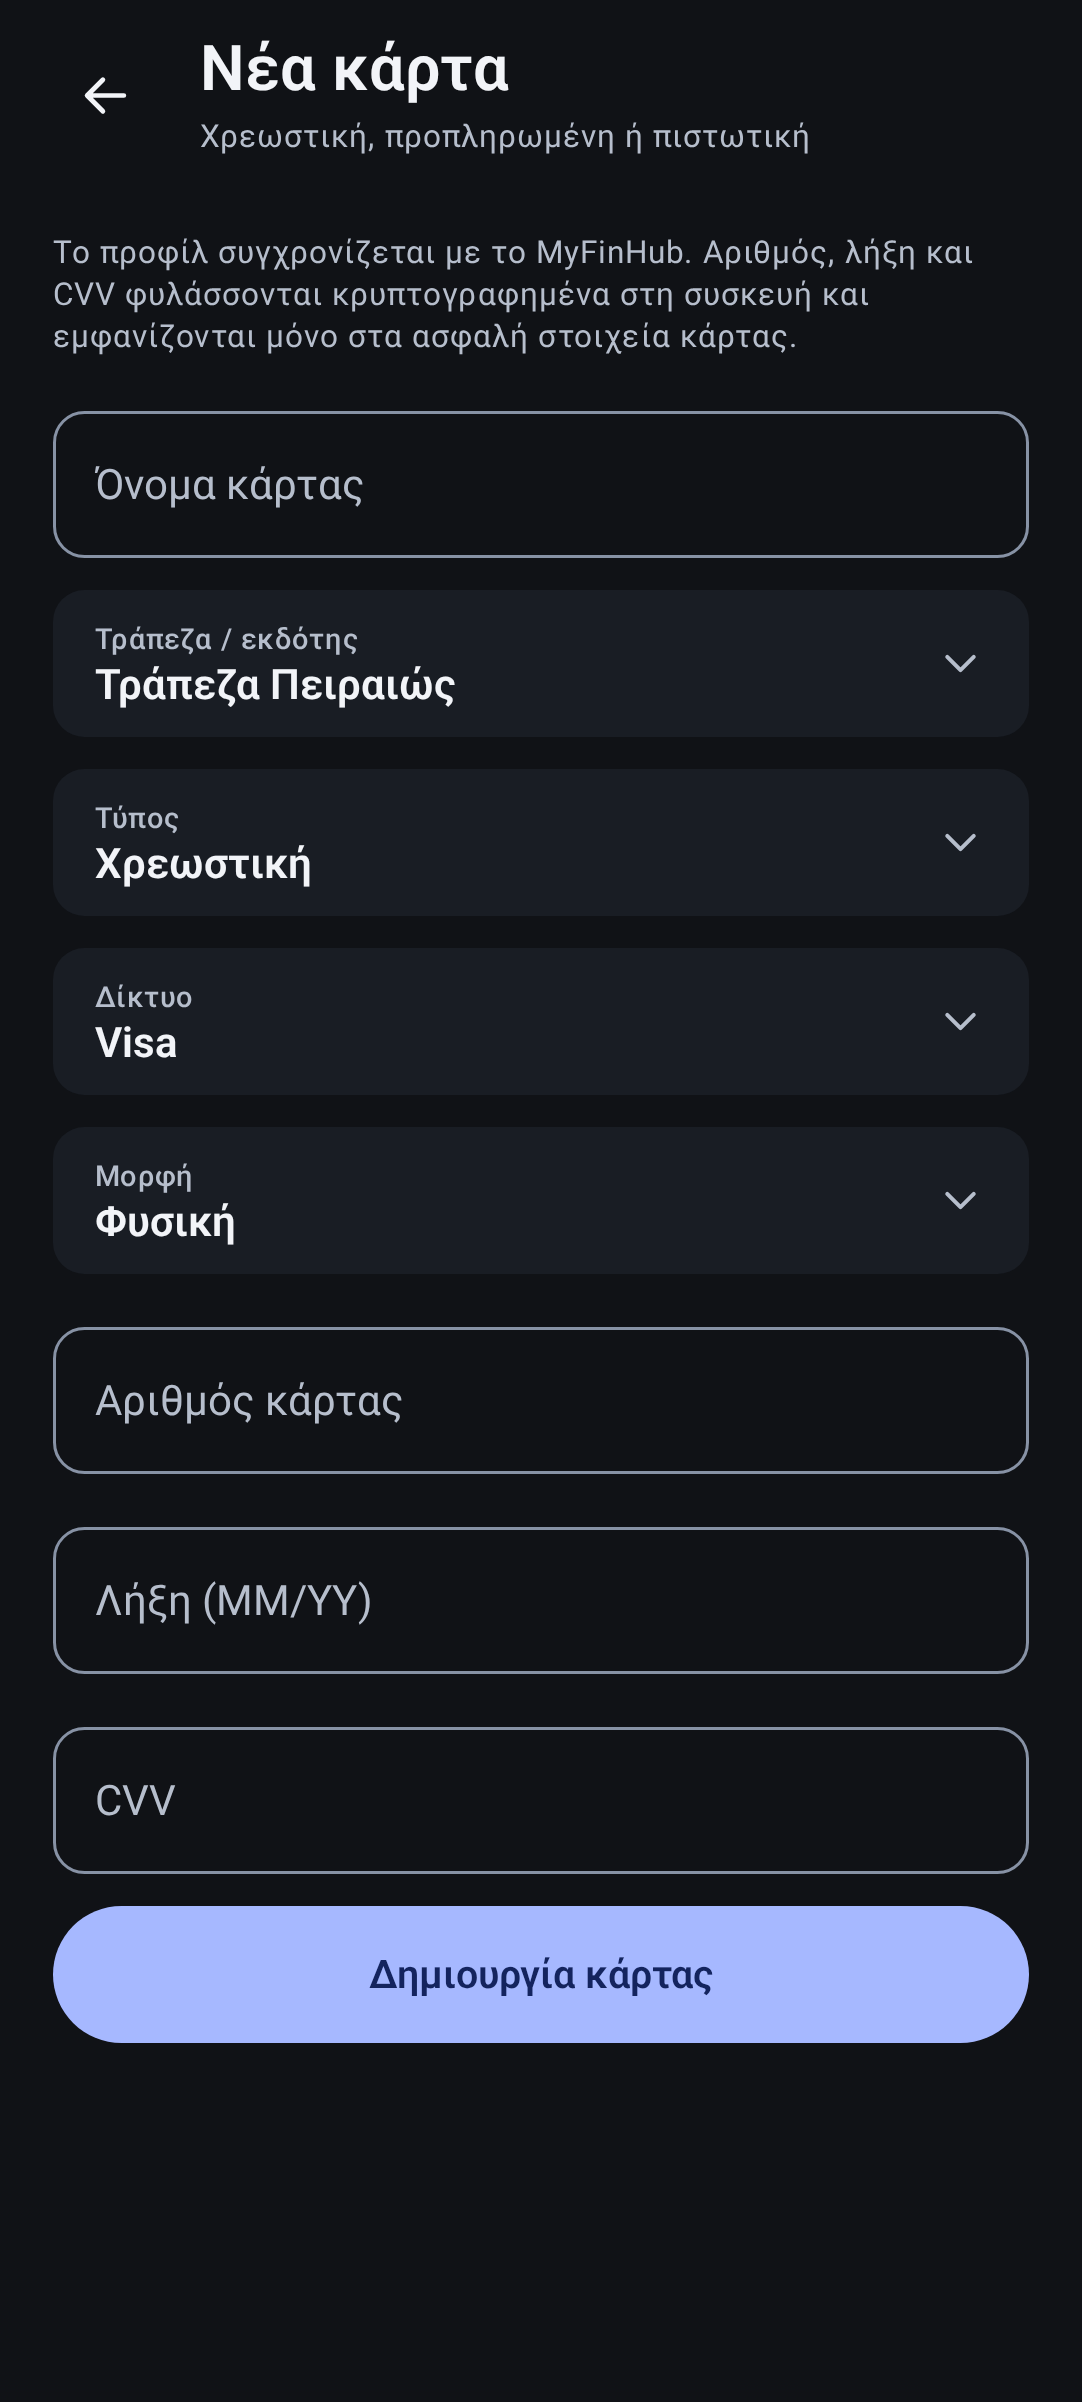 Νέα κάρτα
Χρεωστική, προπληρωμένη ή πιστωτική
Το προφίλ συγχρονίζεται με το MyFinHub. Αριθμός, λήξη και
CVV φυλάσσονται κρυπτογραφημένα στη συσκευή και
εμφανίζονται μόνο στα ασφαλή στοιχεία κάρτας.
Όνομα κάρτας
Τράπεζα / εκδότης
Τράπεζα Πειραιώς
Τύπος
Χρεωστική
Δίκτυο
Visa
Μορφή
Φυσική
Αριθμός κάρτας
Λήξη (MM/YY)
CVV
Δημιουργία κάρτας